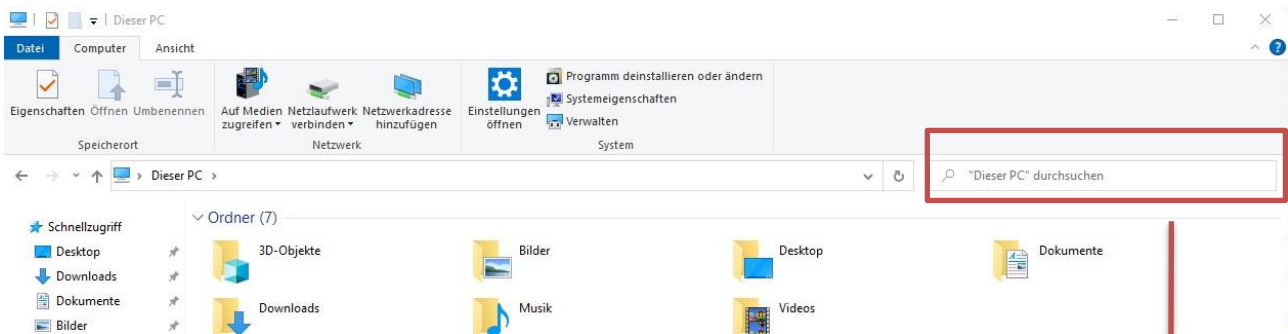 Dieser PC
Datei Computer Ansicht
Eigenschaften Öffnen Umbenennen
Auf Medien zugreifen
Netzlaufwerk verbinden
Netzwerkadresse hinzufügen
Einstellungen öffnen
Programm deinstallieren oder ändern
Systemeigenschaften
Verwalten
Speicherort Netzwerk System
Dieser PC
"Dieser PC" durchsuchen
Schnellzugriff
Desktop
Downloads
Dokumente
Bilder
Ordner (7)
3D-Objekte Bilder Desktop Dokumente
Downloads Musik Videos